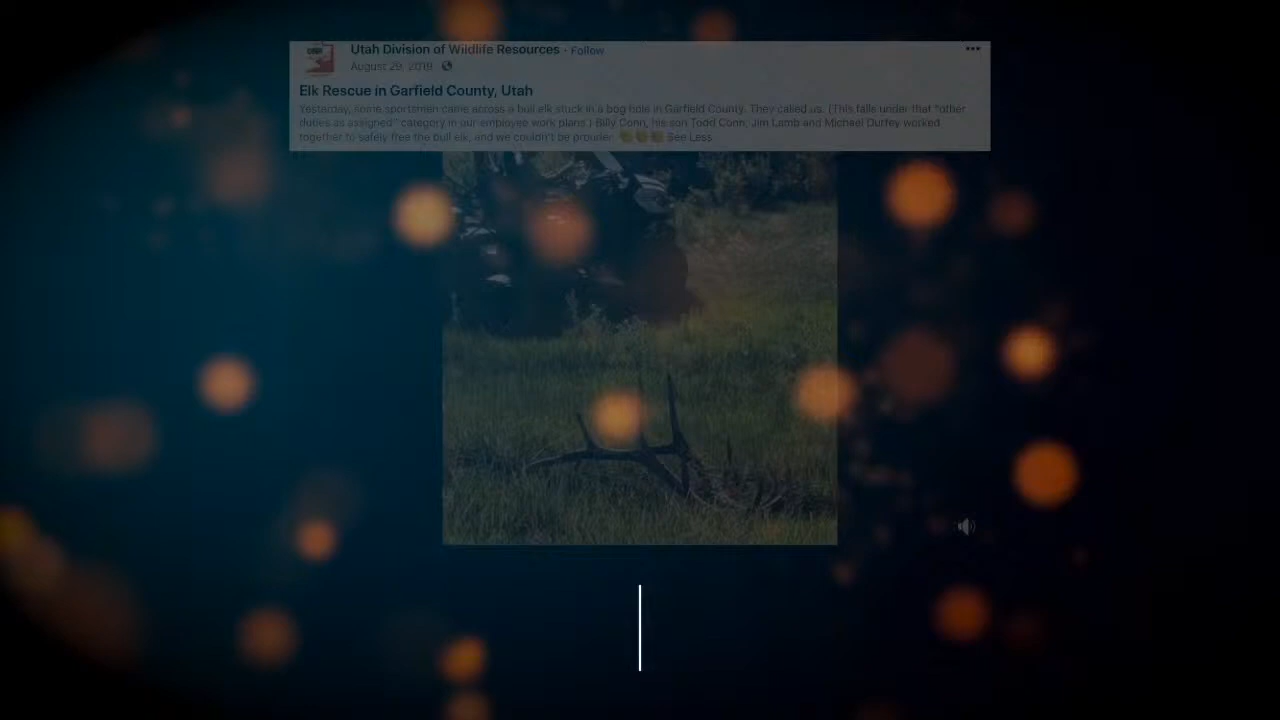 Utah Division of Wildlife Resources · Follow
August 29, 2019
Elk Rescue in Garfield County, Utah
Yesterday, some sportsmen came across a bull elk stuck in a bog hole in Garfield County. They called us. (This falls under that "other
duties as assigned" category in our employee work plans.) Billy Conn, his son Todd Conn, Jim Lamb and Michael Durfey worked
together to safely free the bull elk, and we couldn't be prouder. 👏👏👏 See Less